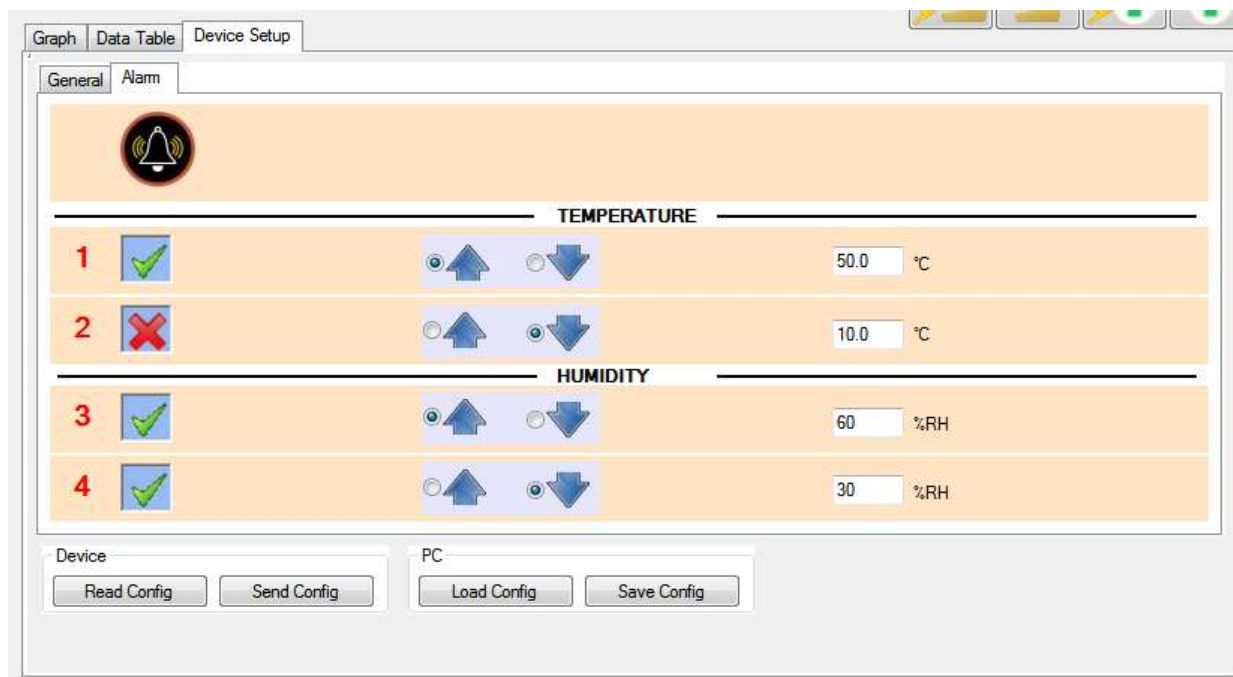 Graph Data Table Device Setup
General Alarm
TEMPERATURE
1 50.0 °C
2 10.0 °C
HUMIDITY
3 60 %RH
4 30 %RH
Device PC
Read Config Send Config Load Config Save Config